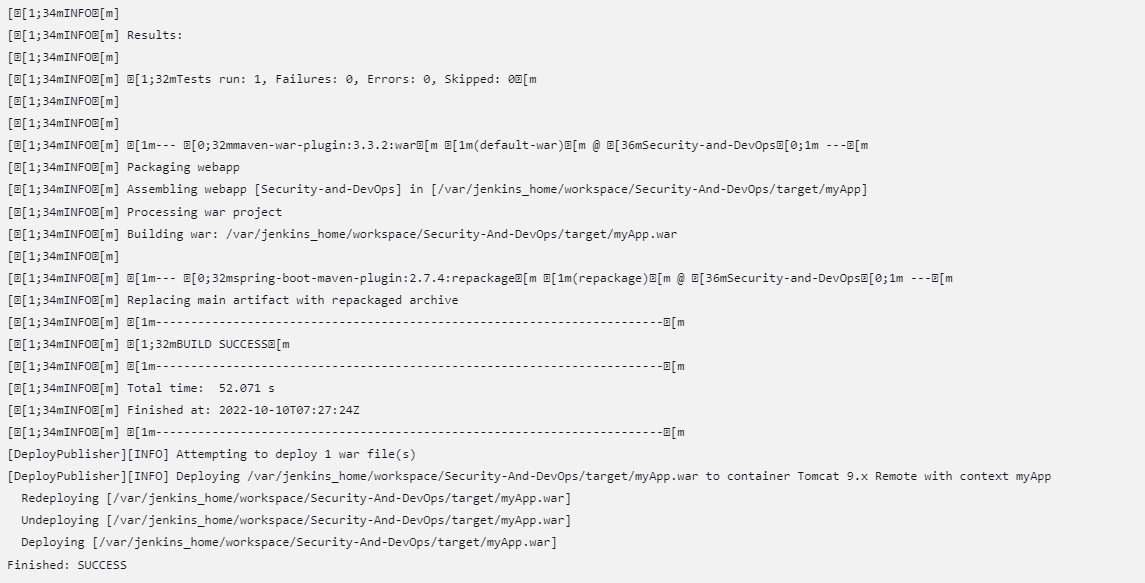 [␛[1;34mINFO␛[m]
[␛[1;34mINFO␛[m] Results:
[␛[1;34mINFO␛[m]
[␛[1;34mINFO␛[m] ␛[1;32mTests run: 1, Failures: 0, Errors: 0, Skipped: 0␛[m
[␛[1;34mINFO␛[m]
[␛[1;34mINFO␛[m]
[␛[1;34mINFO␛[m] ␛[1m--- ␛[0;32mmaven-war-plugin:3.3.2:war␛[m ␛[1m(default-war)␛[m @ ␛[36mSecurity-and-DevOps␛[0;1m ---␛[m
[␛[1;34mINFO␛[m] Packaging webapp
[␛[1;34mINFO␛[m] Assembling webapp [Security-and-DevOps] in [/var/jenkins_home/workspace/Security-And-DevOps/target/myApp]
[␛[1;34mINFO␛[m] Processing war project
[␛[1;34mINFO␛[m] Building war: /var/jenkins_home/workspace/Security-And-DevOps/target/myApp.war
[␛[1;34mINFO␛[m]
[␛[1;34mINFO␛[m] ␛[1m--- ␛[0;32mspring-boot-maven-plugin:2.7.4:repackage␛[m ␛[1m(repackage)␛[m @ ␛[36mSecurity-and-DevOps␛[0;1m ---␛[m
[␛[1;34mINFO␛[m] Replacing main artifact with repackaged archive
[␛[1;34mINFO␛[m] ␛[1m------------------------------------------------------------------------␛[m
[␛[1;34mINFO␛[m] ␛[1;32mBUILD SUCCESS␛[m
[␛[1;34mINFO␛[m] ␛[1m------------------------------------------------------------------------␛[m
[␛[1;34mINFO␛[m] Total time:  52.071 s
[␛[1;34mINFO␛[m] Finished at: 2022-10-10T07:27:24Z
[␛[1;34mINFO␛[m] ␛[1m------------------------------------------------------------------------␛[m
[DeployPublisher][INFO] Attempting to deploy 1 war file(s)
[DeployPublisher][INFO] Deploying /var/jenkins_home/workspace/Security-And-DevOps/target/myApp.war to container Tomcat 9.x Remote with context myApp
  Redeploying [/var/jenkins_home/workspace/Security-And-DevOps/target/myApp.war]
  Undeploying [/var/jenkins_home/workspace/Security-And-DevOps/target/myApp.war]
  Deploying [/var/jenkins_home/workspace/Security-And-DevOps/target/myApp.war]
Finished: SUCCESS